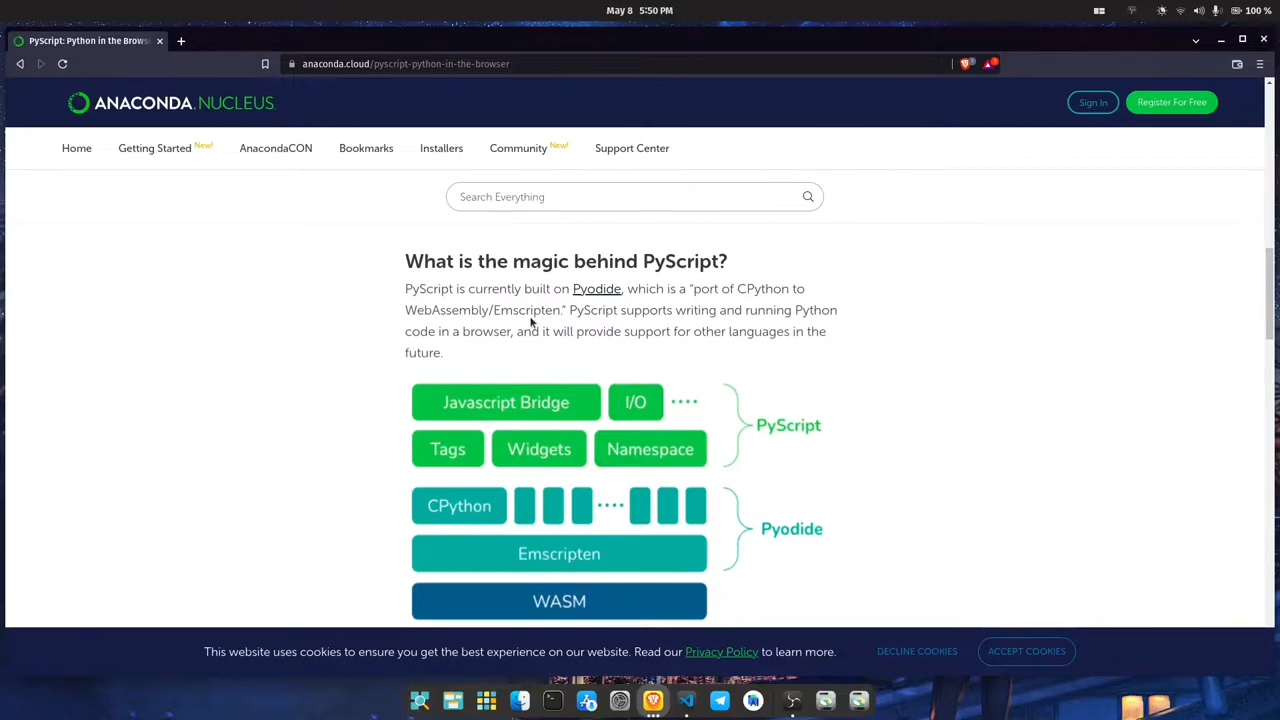 May 8 5:50 PM
100 %
PyScript: Python in the Brows
anaconda.cloud/pyscript-python-in-the-browser
ANACONDA.NUCLEUS
Sign In
Register For Free
Home
Getting Started New!
AnacondaCON
Bookmarks
Installers
Community New!
Support Center
Search Everything
What is the magic behind PyScript?
PyScript is currently built on Pyodide, which is a “port of CPython to
WebAssembly/Emscripten.” PyScript supports writing and running Python
code in a browser, and it will provide support for other languages in the
future.
Javascript Bridge
I/O
....
Tags
Widgets
Namespace
PyScript
CPython
....
Emscripten
Pyodide
WASM
This website uses cookies to ensure you get the best experience on our website. Read our Privacy Policy to learn more.
DECLINE COOKIES
ACCEPT COOKIES